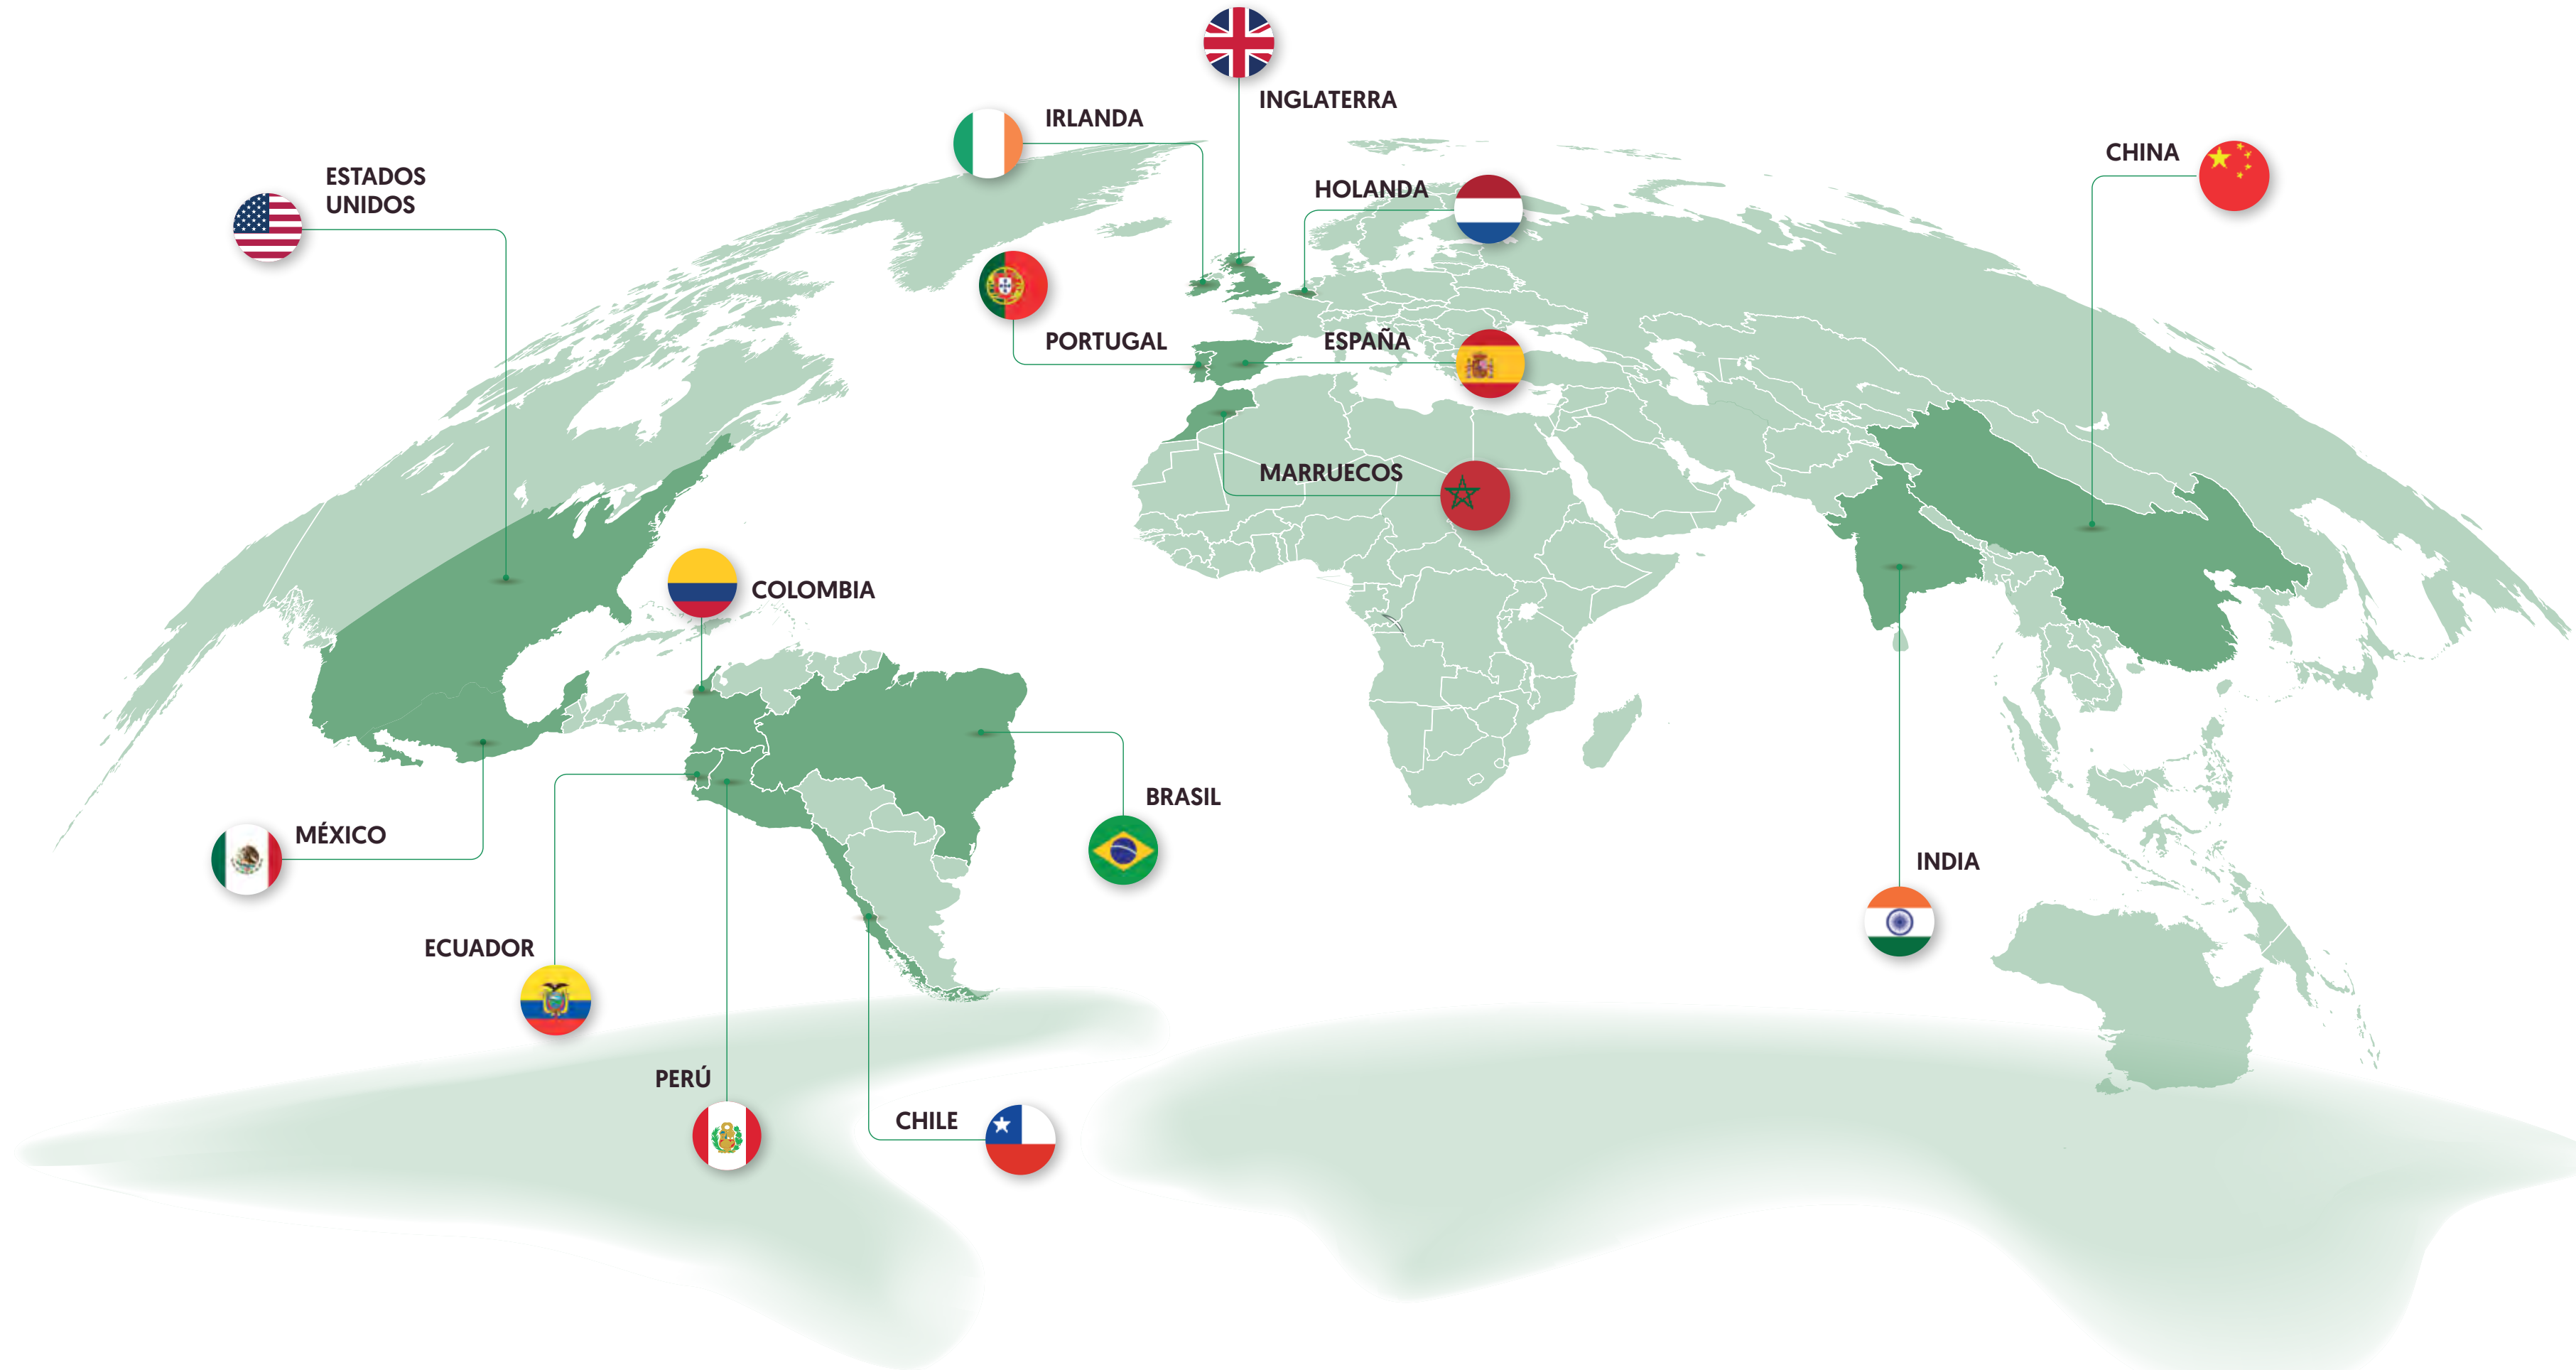 INGLATERRA
IRLANDA
CHINA
ESTADOS
UNIDOS
HOLANDA
PORTUGAL
ESPAÑA
MARRUECOS
COLOMBIA
BRASIL
MÉXICO
INDIA
ECUADOR
PERÚ
CHILE